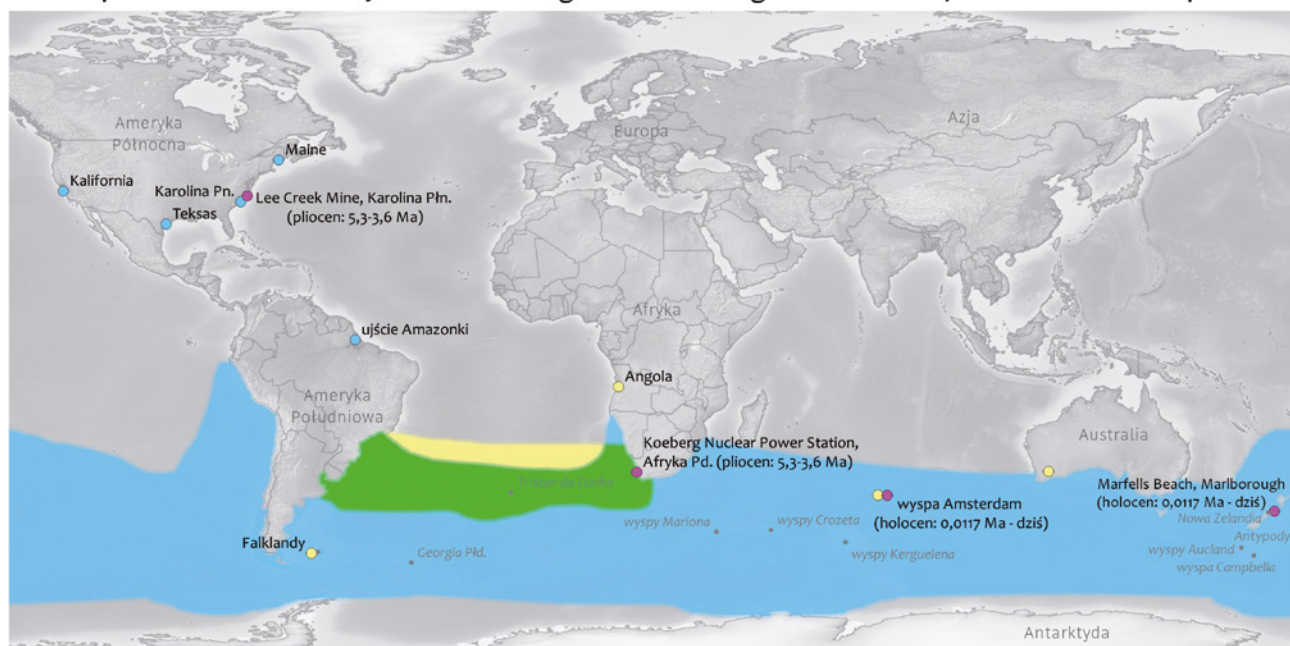 Ameryka
Północna
Europa
Azja
Maine
Kalifornia
Karolina Pn.
Lee Creek Mine, Karolina Płn.
(pliocen: 5,3-3,6 Ma)
Teksas
Afryka
ujście Amazonki
Angola
Ameryka
Południowa
Australia
Koeberg Nuclear Power Station,
Afryka Pd. (pliocen: 5,3-3,6 Ma)
Tristan da Cunha
Marfells Beach, Marlborough
(holocen: 0,0117 Ma - dziś)
wyspa Amsterdam
(holocen: 0,0117 Ma - dziś)
Nowa Zelandia
wyspy Mariona
wyspy Crozeta
Antypody
Falklandy
Georgia Płd.
wyspy Kerguelena
wyspy Aucland
wyspa Campbella
Antarktyda